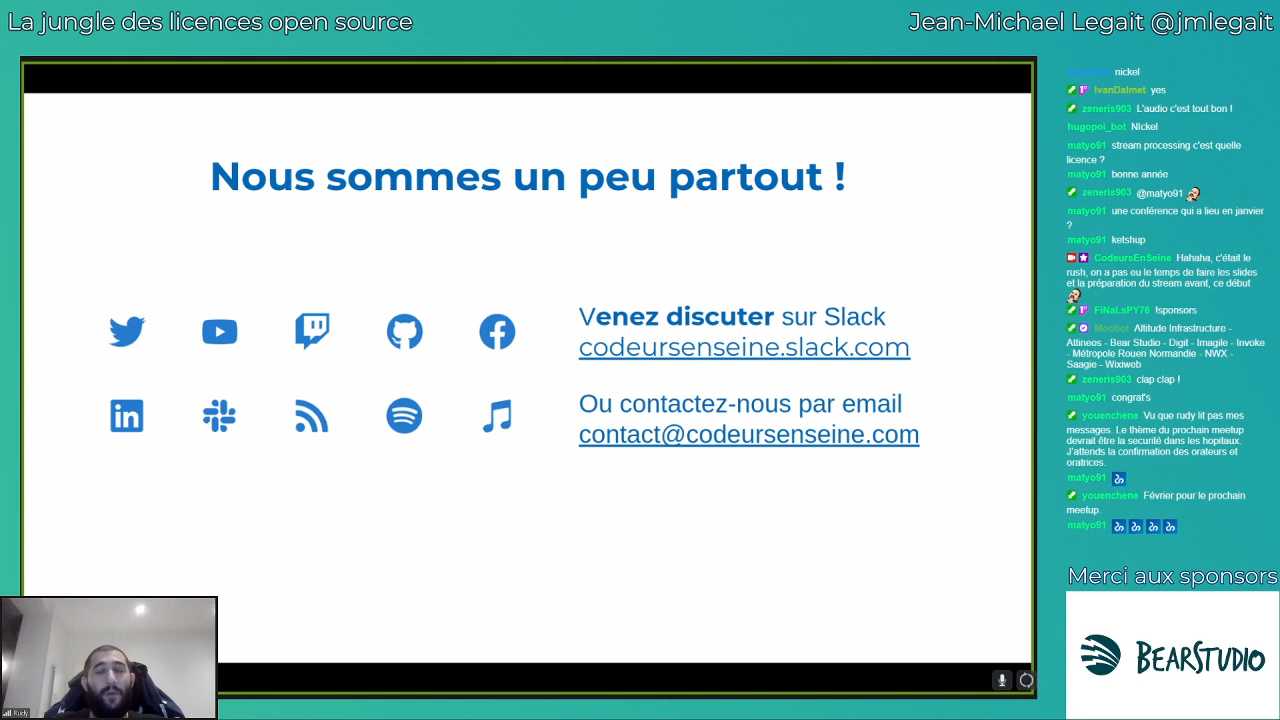 La jungle des licences open source
Jean-Michael Legait @jmlegait
Nous sommes un peu partout !
Venez discuter sur Slack
codeursenseine.slack.com
Ou contactez-nous par email
contact@codeursenseine.com
nickel
IvanDalmet yes
zeneris903 L'audio c'est tout bon !
hugopoi_bot NIckel
matyo91 stream processing c'est quelle
licence ?
matyo91 bonne année
zeneris903 @matyo91
matyo91 une conférence qui a lieu en janvier
?
matyo91 ketshup
CodeursEnSeine Hahaha, c'était le
rush, on a pas eu le temps de faire les slides
et la préparation du stream avant, ce début
FiNaLsPY76 !sponsors
Moobot Altitude Infrastructure -
Attineos - Bear Studio - Digit - Imagile - Invoke
- Métropole Rouen Normandie - NWX -
Saagie - Wixiweb
zeneris903 clap clap !
matyo91 congrat's
youenchene Vu que rudy lit pas mes
messages. Le thème du prochain meetup
devrait être la securité dans les hopitaux.
J'attends la confirmation des orateurs et
oratrices.
matyo91
youenchene Février pour le prochain
meetup.
matyo91
Merci aux sponsors
BEARSTUDIO
Rudy